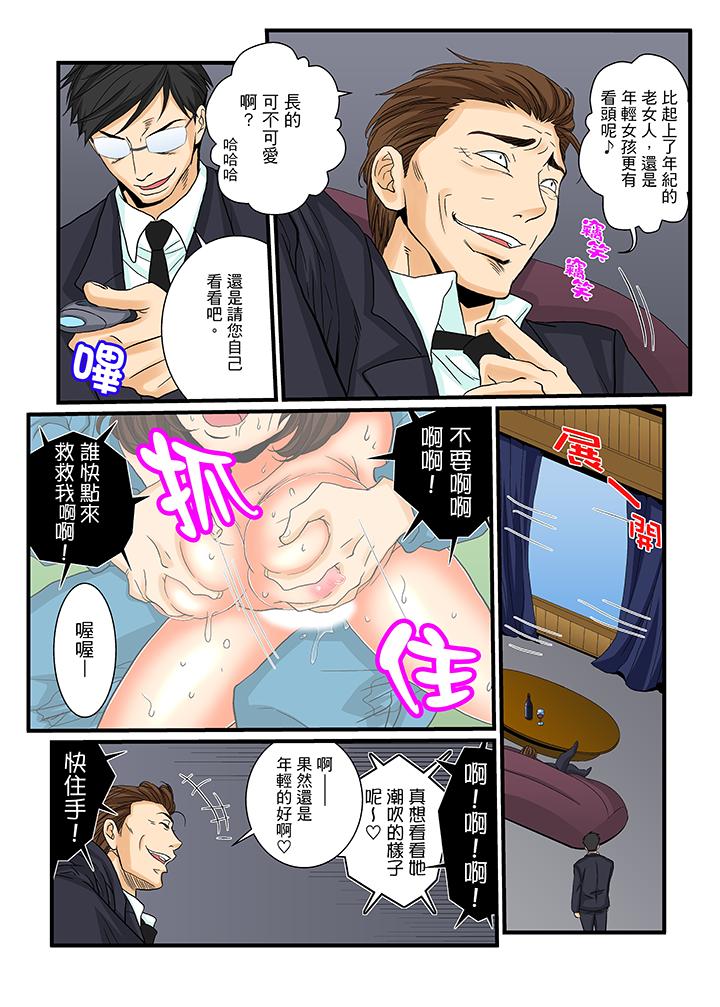 比起上了年紀的
老女人，還是
年輕女孩更有
看頭呢♪
竊笑
竊笑
長的
可不可愛
啊？
哈哈哈
還是請您自己
看看吧。
嗶
展—開
不要啊啊
啊啊！
抓
住
誰快點來
救救我啊啊！
喔喔—
啊！啊！啊！
真想看看她
潮吹的樣子
呢～♡
啊——
果然還是
年輕的好啊♡
快住手！